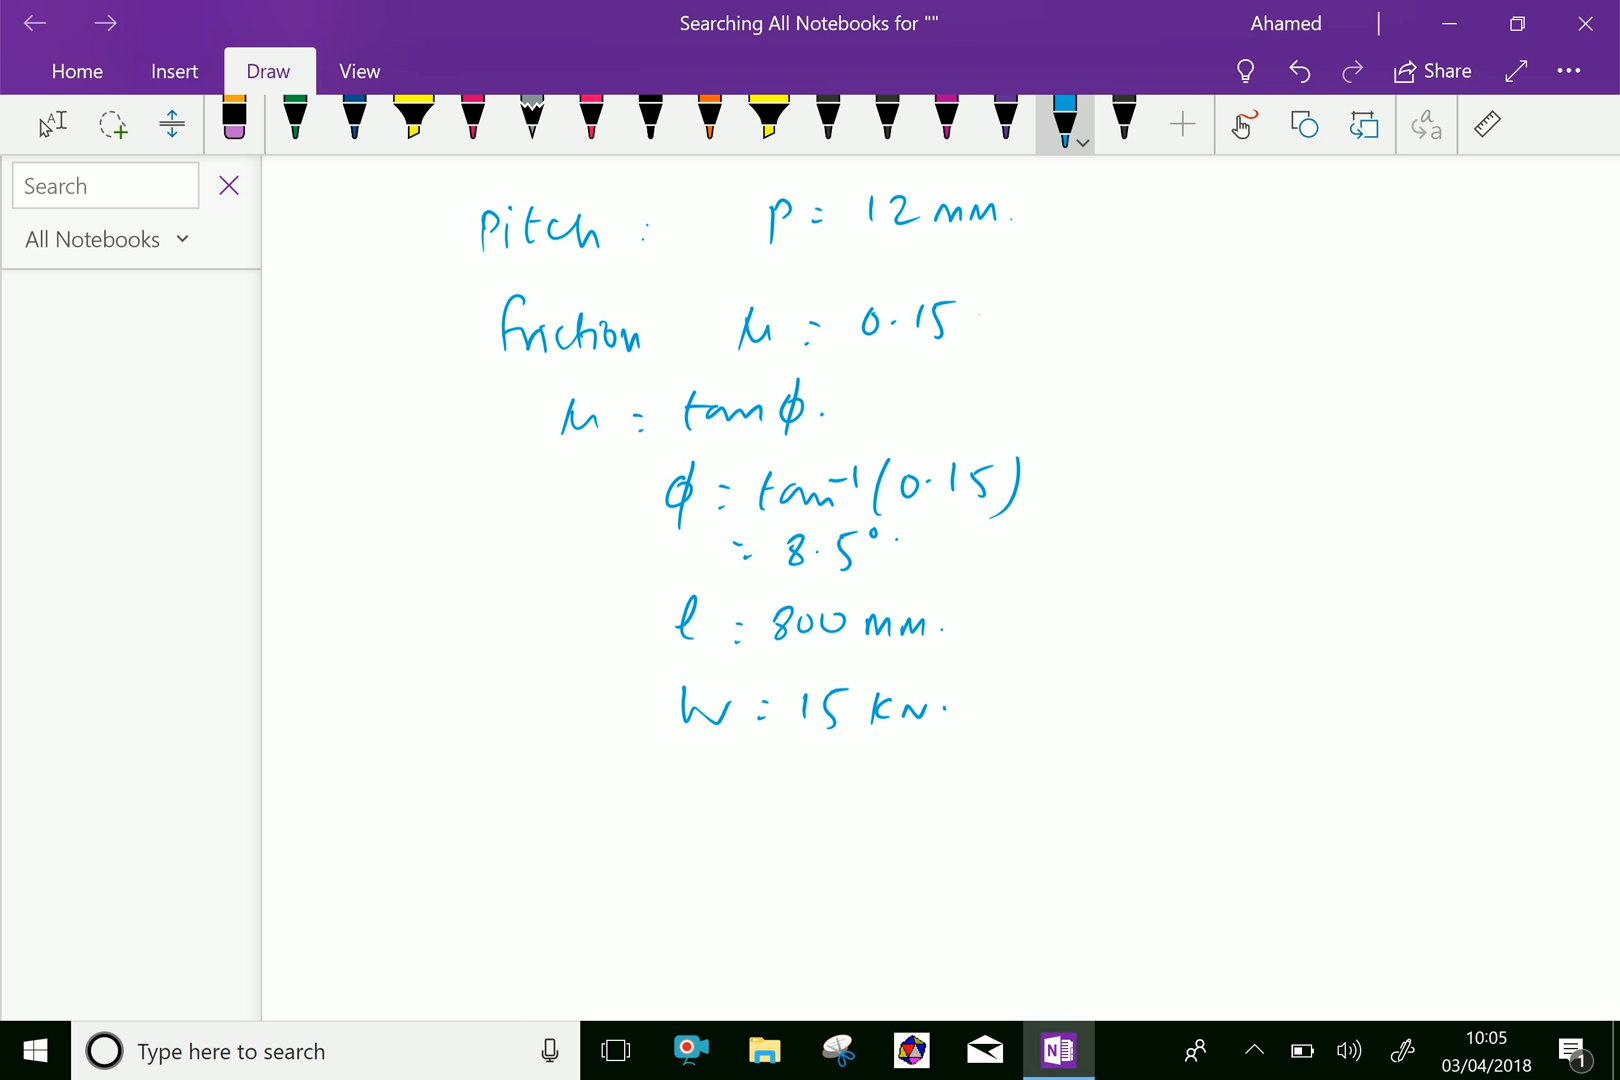 Searching All Notebooks for ""
Ahamed
Home Insert Draw View
Share
Search
All Notebooks
Pitch : P = 12 mm.
friction μ = 0.15
μ = tan ϕ.
ϕ = tan⁻¹(0.15)
= 8.5°.
l = 800 mm.
W = 15 KN.
Type here to search
10:05
03/04/2018
1